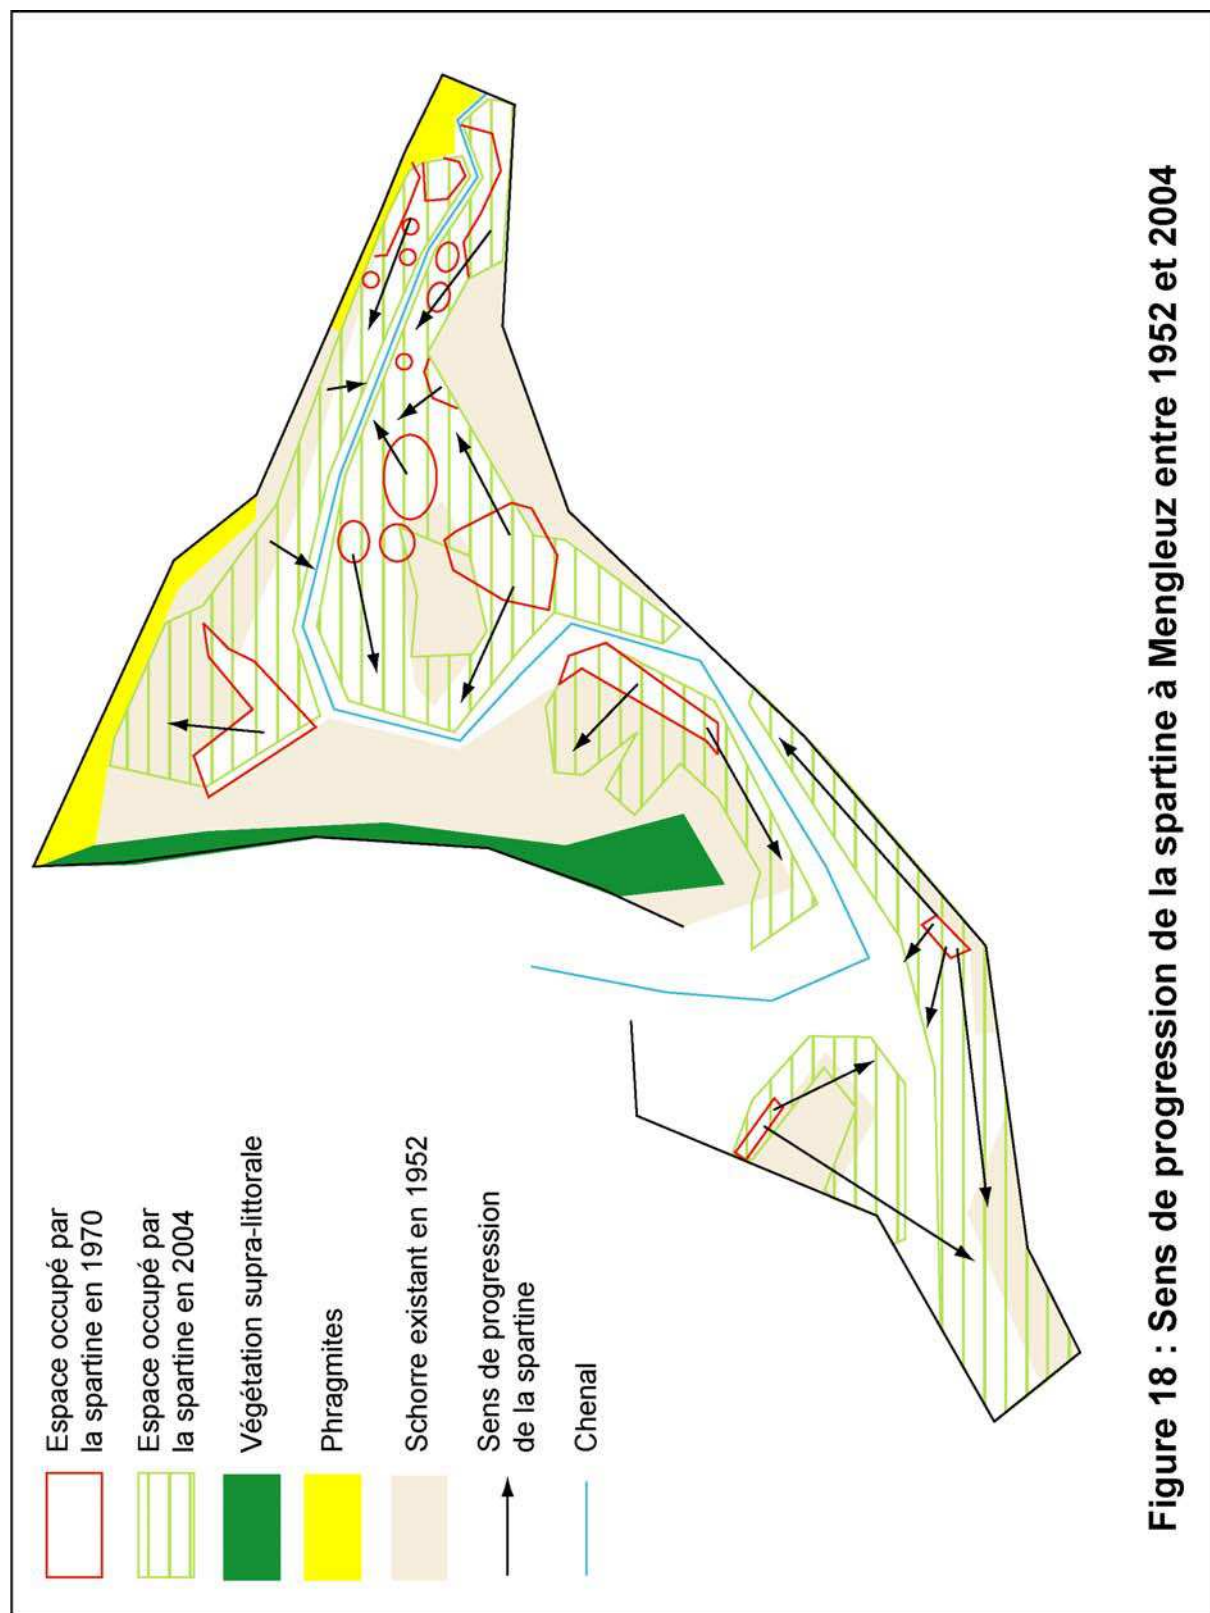 Espace occupé par
la spartine en 1970
Espace occupé par
la spartine en 2004
Végétation supra-littorale
Phragmites
Schorre existant en 1952
Sens de progression
de la spartine
Chenal
Figure 18 : Sens de progression de la spartine à Mengleuz entre 1952 et 2004